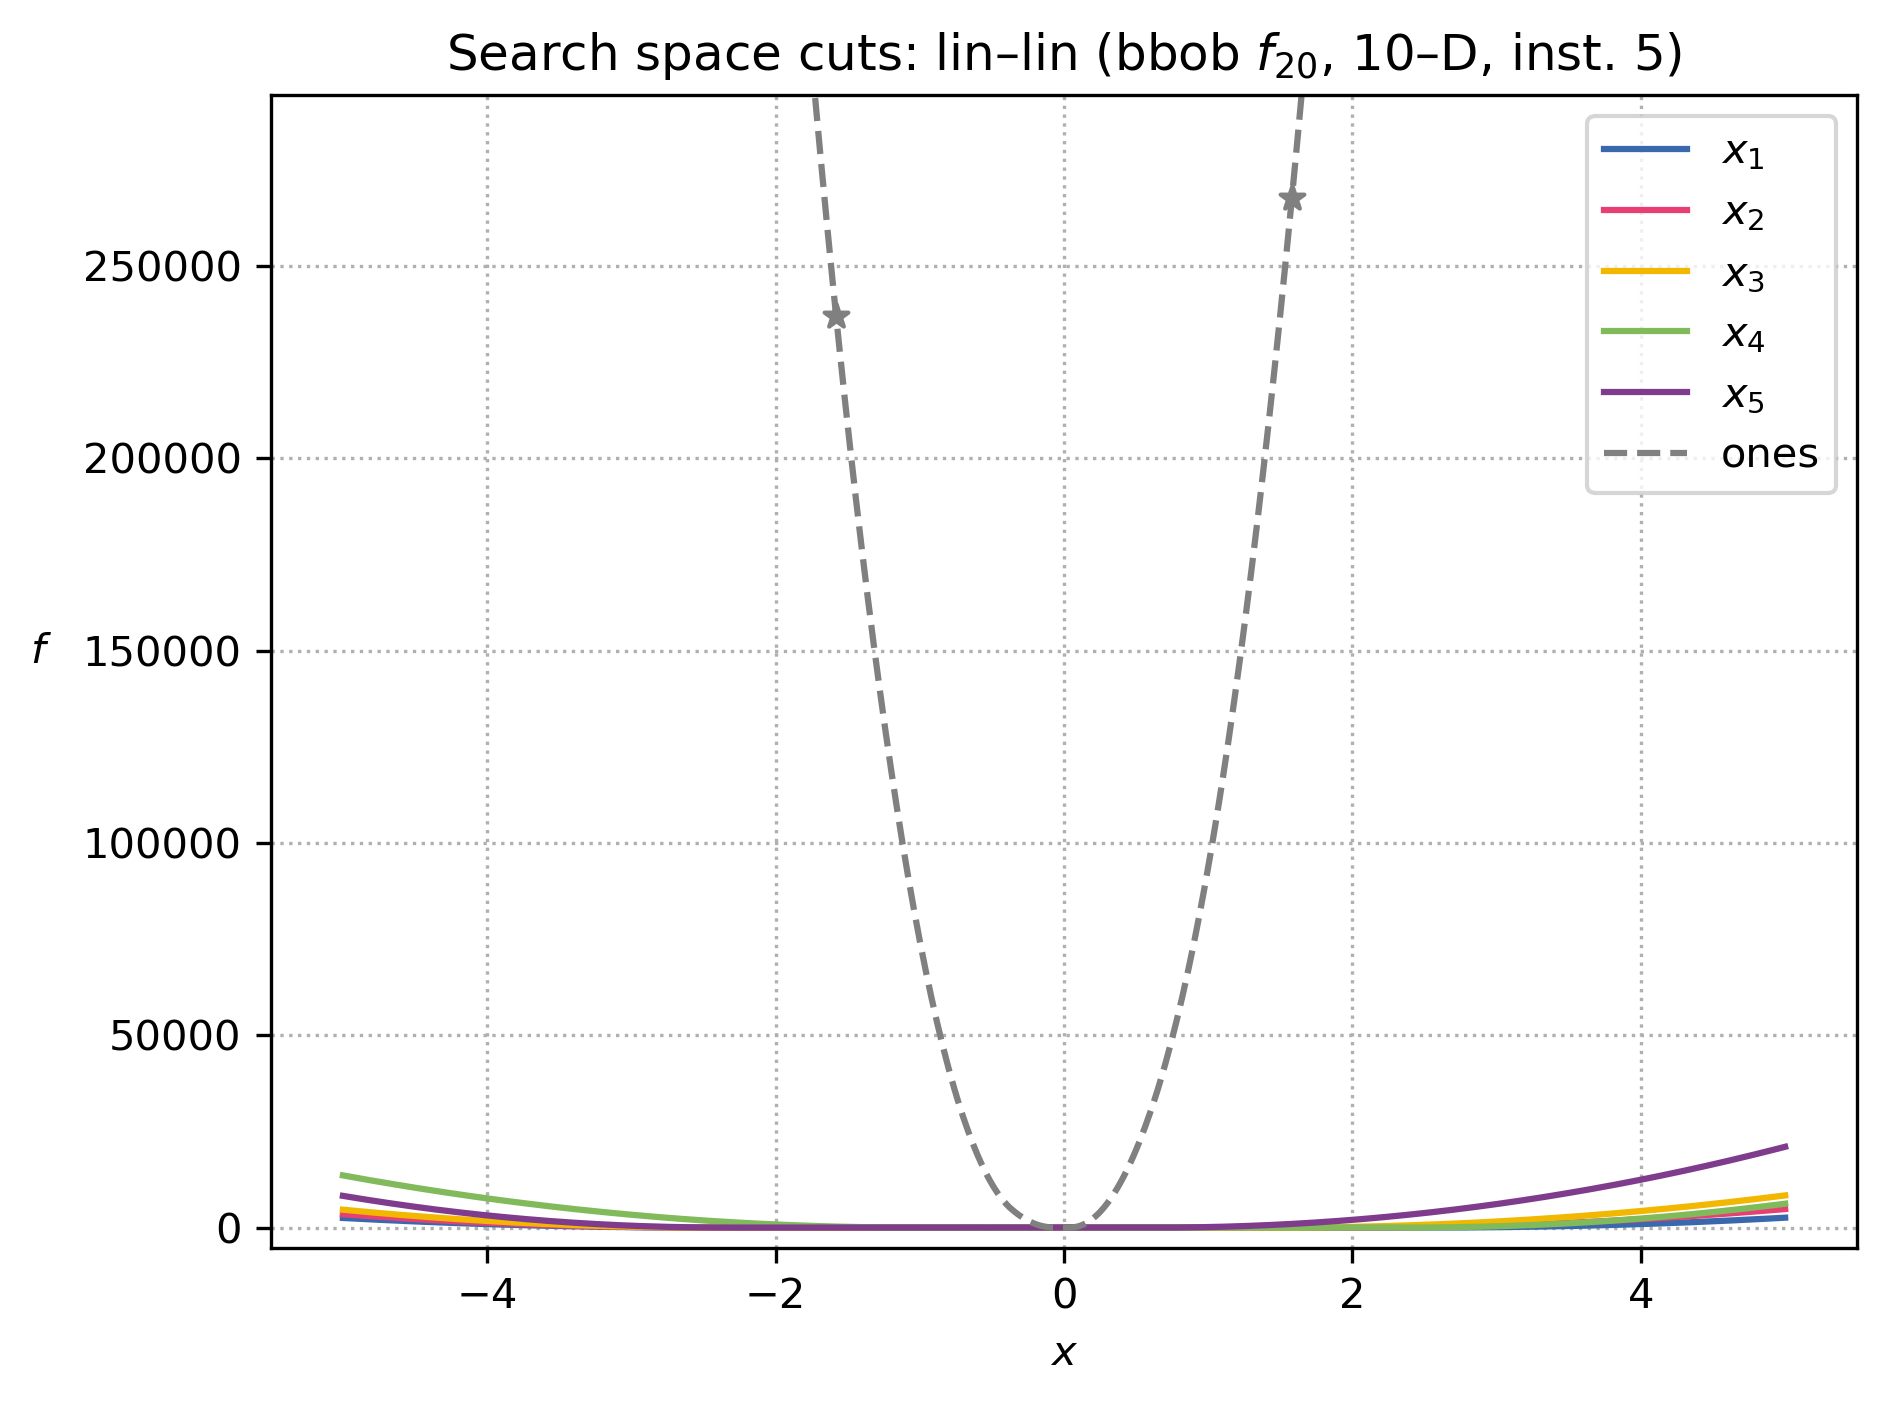 Search space cuts: lin–lin (bbob f₂₀, 10–D, inst. 5)
x₁
x₂
x₃
x₄
x₅
ones
250000
200000
150000
100000
50000
0
f
−4
−2
0
2
4
x